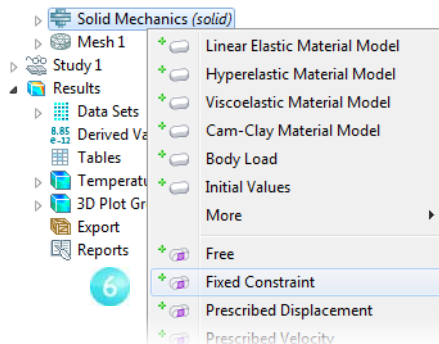 Solid Mechanics (solid)
Mesh 1
Study 1
Results
Data Sets
8.85
e-12
Derived Va
Tables
Temperatu
3D Plot Gr
Export
Reports
6
Linear Elastic Material Model
Hyperelastic Material Model
Viscoelastic Material Model
Cam-Clay Material Model
Body Load
Initial Values
More
Free
Fixed Constraint
Prescribed Displacement
Prescribed Velocity